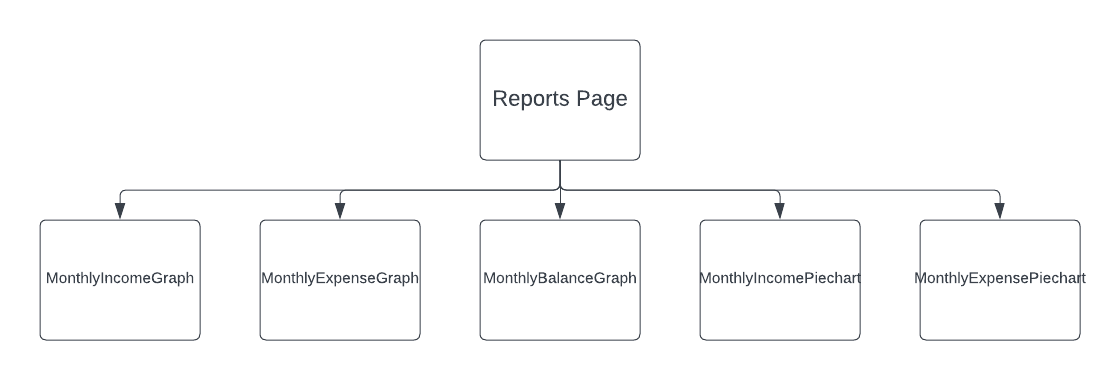 Reports Page
MonthlyIncomeGraph
MonthlyExpenseGraph
MonthlyBalanceGraph
MonthlyIncomePiechart
MonthlyExpensePiechart